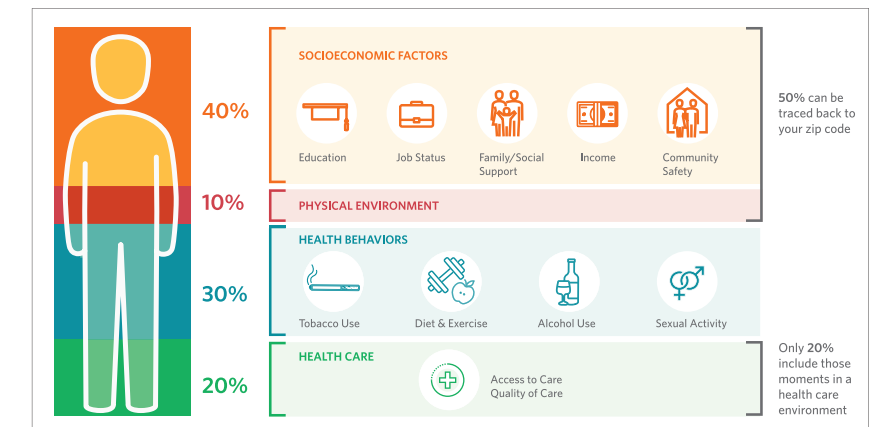 40%
SOCIOECONOMIC FACTORS
Education
Job Status
Family/Social
Support
Income
Community
Safety
50% can be
traced back to
your zip code
10%
PHYSICAL ENVIRONMENT
30%
HEALTH BEHAVIORS
Tobacco Use
Diet & Exercise
Alcohol Use
Sexual Activity
20%
HEALTH CARE
Access to Care
Quality of Care
Only 20%
include those
moments in a
health care
environment